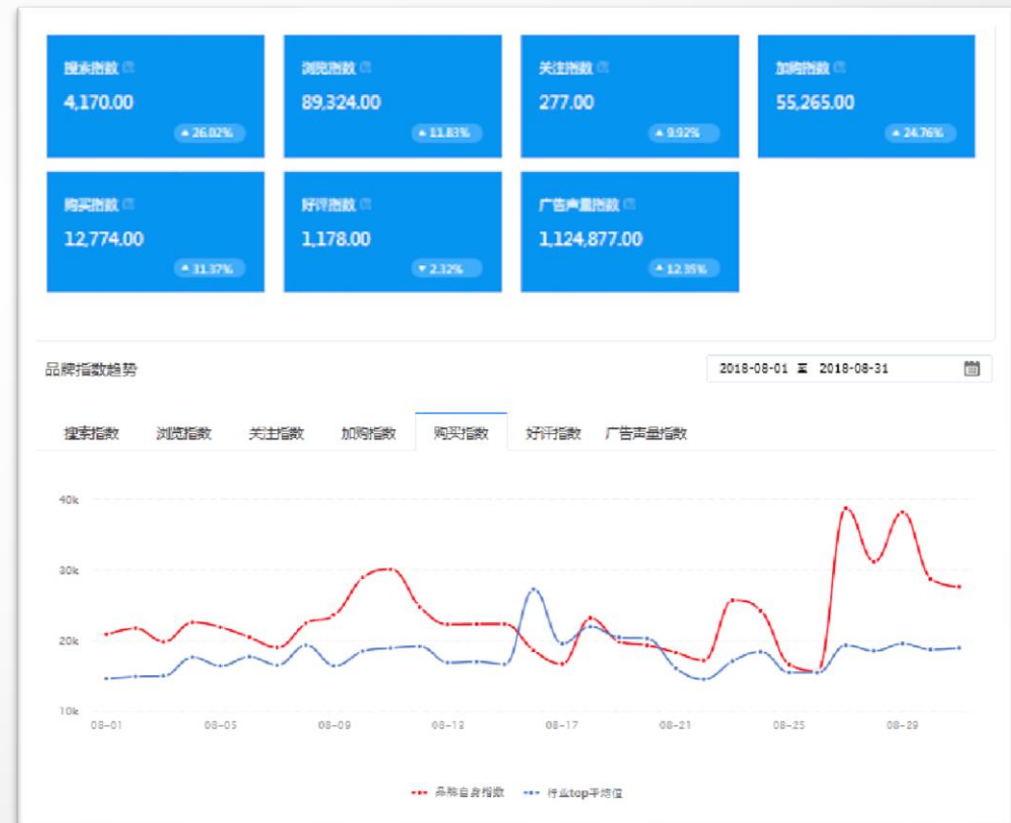 搜索指数
浏览指数
关注指数
加购指数
4,170.00
89,324.00
277.00
55,265.00
▲ 26.02%
▲ 11.83%
▲ 9.92%
▲ 24.76%
购买指数
好评指数
广告声量指数
12,774.00
1,178.00
1,124,877.00
▲ 31.37%
▼ 2.12%
▲ 12.35%
品牌指数趋势
2018-08-01 至 2018-08-31
搜索指数 浏览指数 关注指数 加购指数 购买指数 好评指数 广告声量指数
40k
30k
20k
10k
08-01 08-05 08-09 08-13 08-17 08-21 08-25 08-29
品牌自身指数 行业top平均值